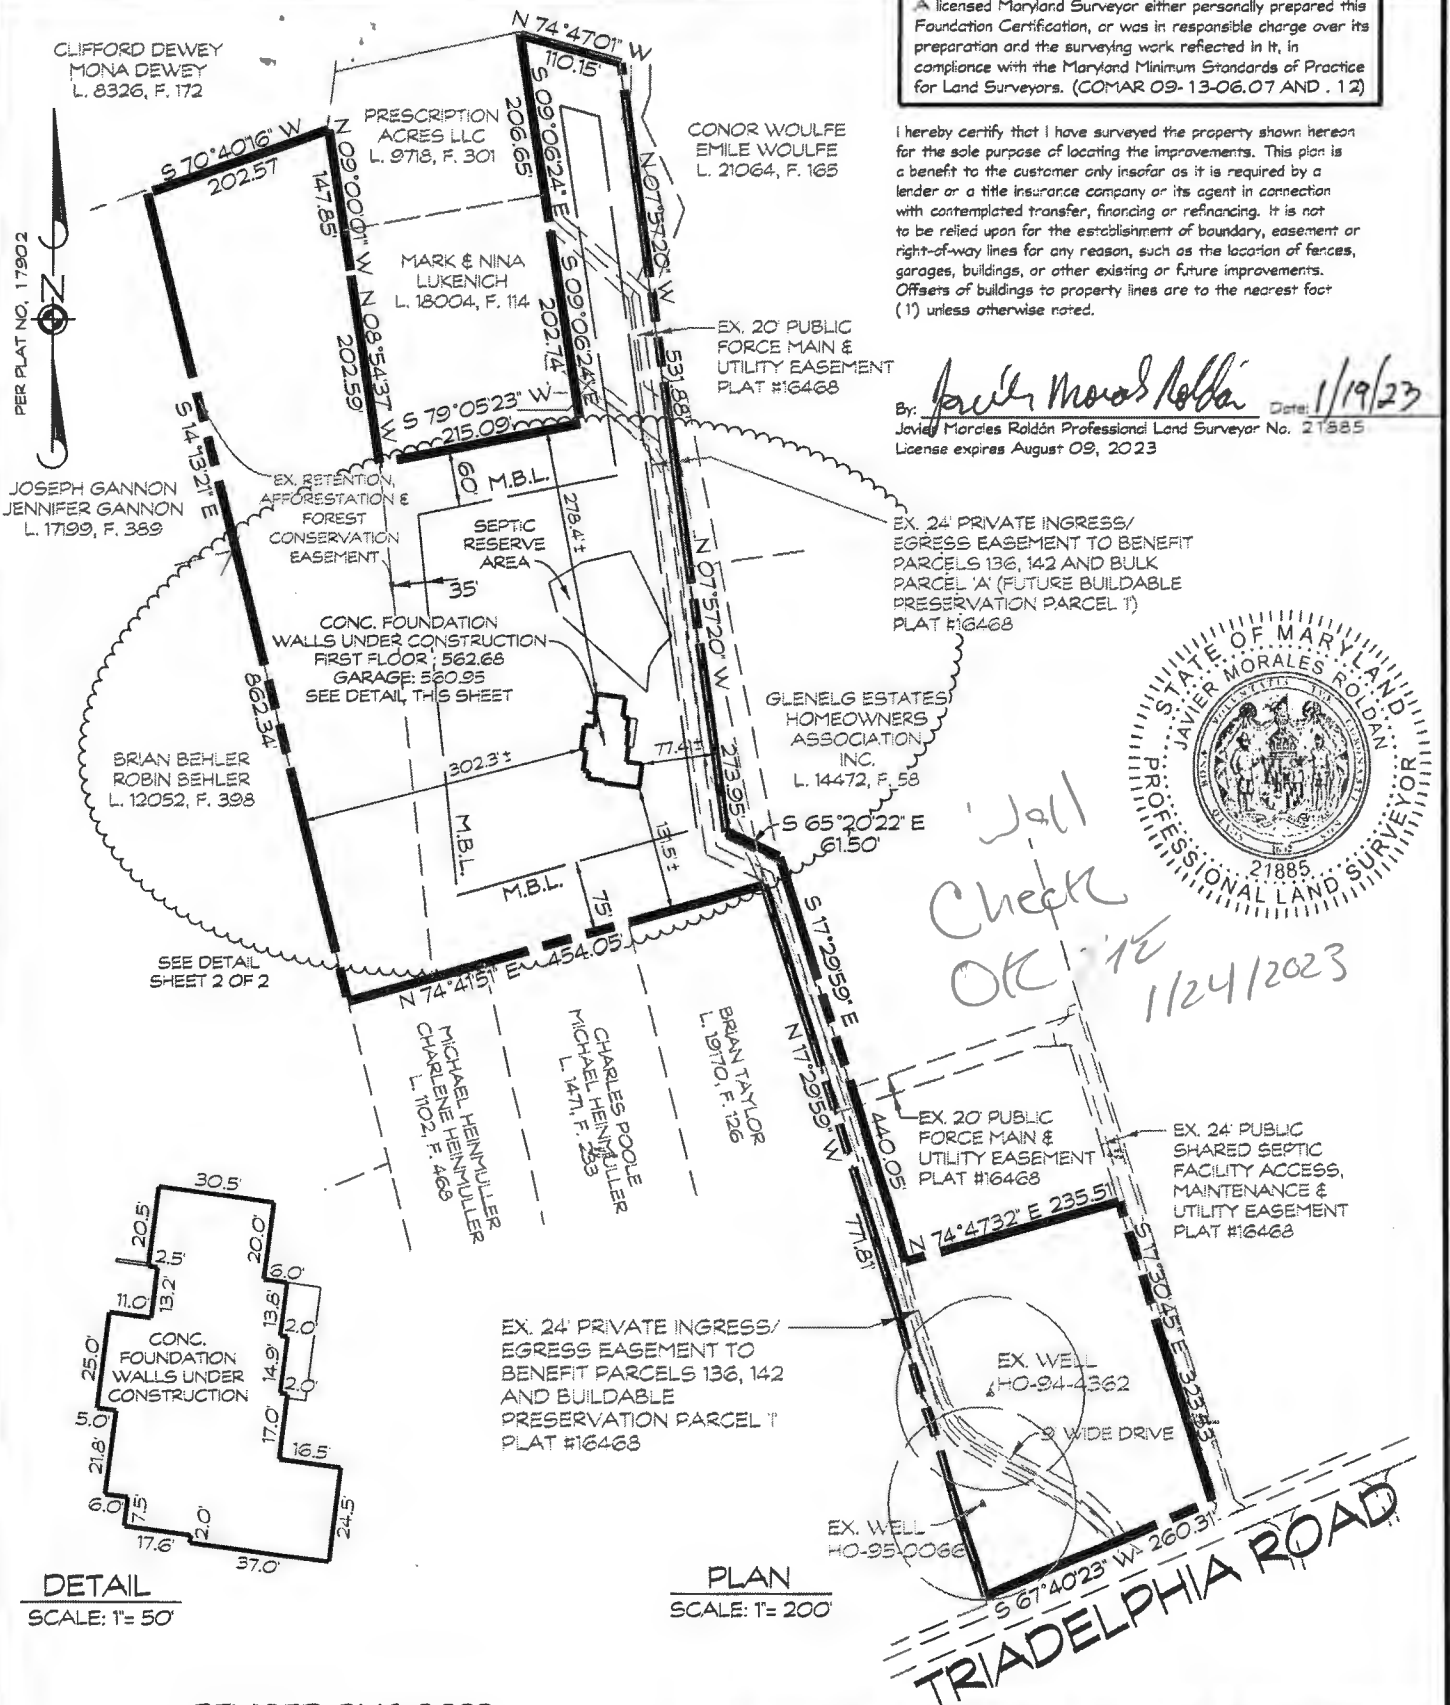 A licensed Maryland Surveyor either personally prepared this
Foundation Certification, or was in responsible charge over its
preparation and the surveying work reflected in it, in
compliance with the Maryland Minimum Standards of Practice
for Land Surveyors. (COMAR 09-13-06.07 AND .12)
I hereby certify that I have surveyed the property shown hereon
for the sole purpose of locating the improvements. This plan is
a benefit to the customer only insofar as it is required by a
lender or a title insurance company or its agent in connection
with contemplated transfer, financing or refinancing. It is not
to be relied upon for the establishment of boundary, easement or
right-of-way lines for any reason, such as the location of fences,
garages, buildings, or other existing or future improvements.
Offsets of buildings to property lines are to the nearest foot
(1') unless otherwise noted.
By: Javier Morales Roldán Date: 1/19/23
Javier Morales Roldán Professional Land Surveyor No. 21885
License expires August 09, 2023
CLIFFORD DEWEY
MONA DEWEY
L. 8326, F. 172
PER PLAT NO. 17902
N
N 74°47'01" W
110.15'
S 70°40'16" W
202.57'
N 09°00'01" W
147.85'
PRESCRIPTION
ACRES LLC
L. 9718, F. 301
S 09°06'24" E
206.65'
CONOR WOULFE
EMILE WOULFE
L. 21064, F. 165
MARK & NINA
LUKENICH
L. 18004, F. 114
N 08°54'37" W
202.59'
S 09°06'24" E
202.74'
N 07°57'20" W
531.88'
EX. 20' PUBLIC
FORCE MAIN &
UTILITY EASEMENT
PLAT #16468
S 79°05'23" W
215.09'
S 14°13'21" E
862.34'
JOSEPH GANNON
JENNIFER GANNON
L. 17199, F. 389
EX. RETENTION,
AFFORESTATION &
FOREST
CONSERVATION
EASEMENT
60'
M.B.L.
278.4'±
SEPTIC
RESERVE
AREA
35'
EX. 24' PRIVATE INGRESS/
EGRESS EASEMENT TO BENEFIT
PARCELS 136, 142 AND BULK
PARCEL 'A' (FUTURE BUILDABLE
PRESERVATION PARCEL '1')
PLAT #16468
N 07°57'20" W
273.95'
CONC. FOUNDATION
WALLS UNDER CONSTRUCTION
FIRST FLOOR: 562.68
GARAGE: 560.95
SEE DETAIL THIS SHEET
GLENELG ESTATES
HOMEOWNERS
ASSOCIATION
INC.
L. 14472, F. 58
BRIAN BEHLER
ROBIN BEHLER
L. 12052, F. 398
302.3'±
77.4'±
M.B.L.
M.B.L.
131.5'±
75'
S 65°20'22" E
61.50'
STATE OF MARYLAND
JAVIER MORALES ROLDAN
21885
PROFESSIONAL LAND SURVEYOR
Wall
Check
OK
1/24/2023
SEE DETAIL
SHEET 2 OF 2
N 74°41'51" E 454.05'
S 17°29'59" E
440.05'
N 17°29'59" W
771.81'
MICHAEL HEINMULLER
CHARLENE HEINMULLER
L. 1102, F. 468
CHARLES POOLE
MICHAEL HEINMULLER
L. 1471, F. 293
BRIAN TAYLOR
L. 19170, F. 126
EX. 20' PUBLIC
FORCE MAIN &
UTILITY EASEMENT
PLAT #16468
EX. 24' PUBLIC
SHARED SEPTIC
FACILITY ACCESS,
MAINTENANCE &
UTILITY EASEMENT
PLAT #16468
N 74°47'32" E 235.51'
S 17°30'45" E
EX. 24' PRIVATE INGRESS/
EGRESS EASEMENT TO
BENEFIT PARCELS 136, 142
AND BUILDABLE
PRESERVATION PARCEL '1'
PLAT #16468
EX. WELL
HO-94-4362
9' WIDE DRIVE
EX. WELL
HO-95-0066
S 67°40'23" W 260.31'
TRIADELPHIA ROAD
30.5'
20.5'
20.0'
2.5'
13.2'
6.0'
11.0'
13.8'
2.0'
25.0'
CONC.
FOUNDATION
WALLS UNDER
CONSTRUCTION
14.9'
2.0'
5.0'
17.0'
21.8'
16.5'
6.0'
7.5'
2.0'
24.5'
17.6'
37.0'
DETAIL
SCALE: 1"= 50'
PLAN
SCALE: 1"= 200'